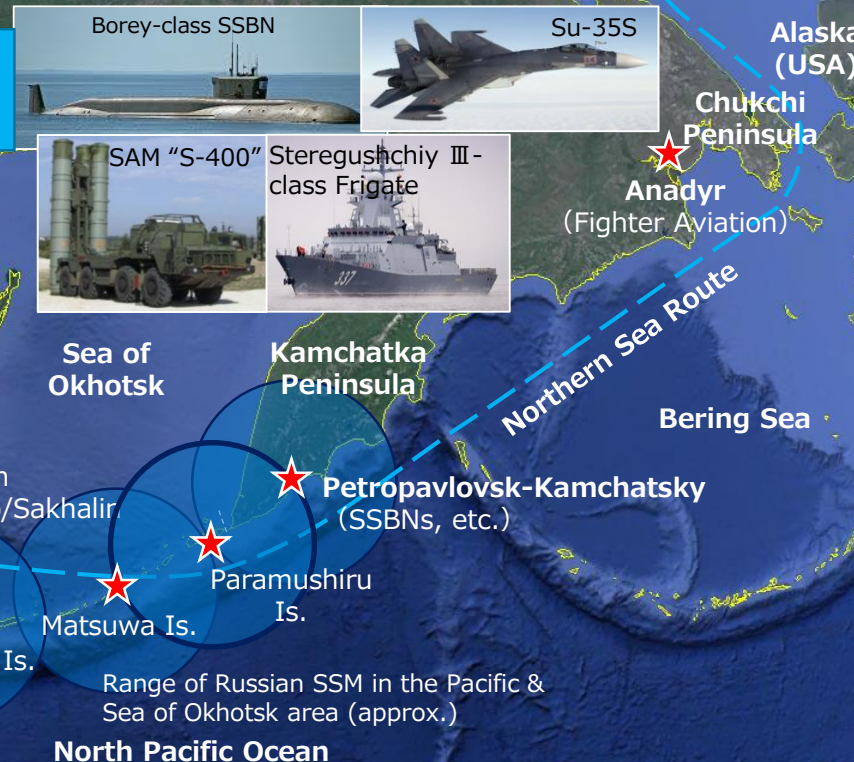 Borey-class SSBN
Su-35S
Alaska
(USA)
SAM “S-400”
Steregushchiy Ⅲ-
class Frigate
337
Chukchi
Peninsula
Anadyr
(Fighter Aviation)
Northern Sea Route
Sea of
Okhotsk
Kamchatka
Peninsula
Bering Sea
/Sakhalin
Petropavlovsk-Kamchatsky
(SSBNs, etc.)
Paramushiru
Is.
Matsuwa Is.
Is.
Range of Russian SSM in the Pacific &
Sea of Okhotsk area (approx.)
North Pacific Ocean